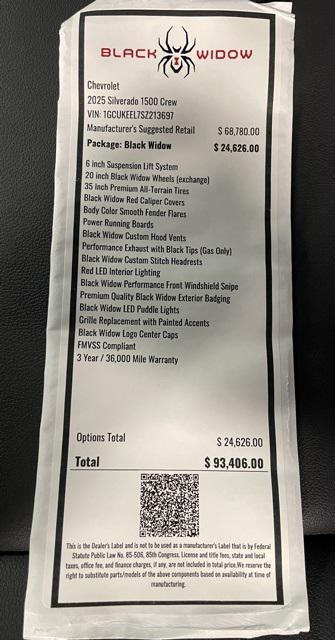 BLACK WIDOW
Chevrolet
2025 Silverado 1500 Crew
VIN: 1GCUKEEL7SZ213697
Manufacturer's Suggested Retail $ 68,780.00
Package: Black Widow $ 24,626.00
6 inch Suspension Lift System
20 inch Black Widow Wheels (exchange)
35 Inch Premium All-Terrain Tires
Black Widow Red Caliper Covers
Body Color Smooth Fender Flares
Power Running Boards
Black Widow Custom Hood Vents
Performance Exhaust with Black Tips (Gas Only)
Black Widow Custom Stitch Headrests
Red LED Interior Lighting
Black Widow Performance Front Windshield Snipe
Premium Quality Black Widow Exterior Badging
Black Widow LED Puddle Lights
Grille Replacement with Painted Accents
Black Widow Logo Center Caps
FMVSS Compliant
3 Year / 36,000 Mile Warranty
Options Total $ 24,626.00
Total $ 93,406.00
This is the Dealer's Label and is not to be used as a manufacturer's Label that is by Federal
Statute Public Law No. 85-506, 85th Congress. License and title fees, state and local
taxes, office fee, and finance charges, if any, are not included in total price.We reserve the
right to substitute parts/models of the above components based on availability at time of
manufacturing.